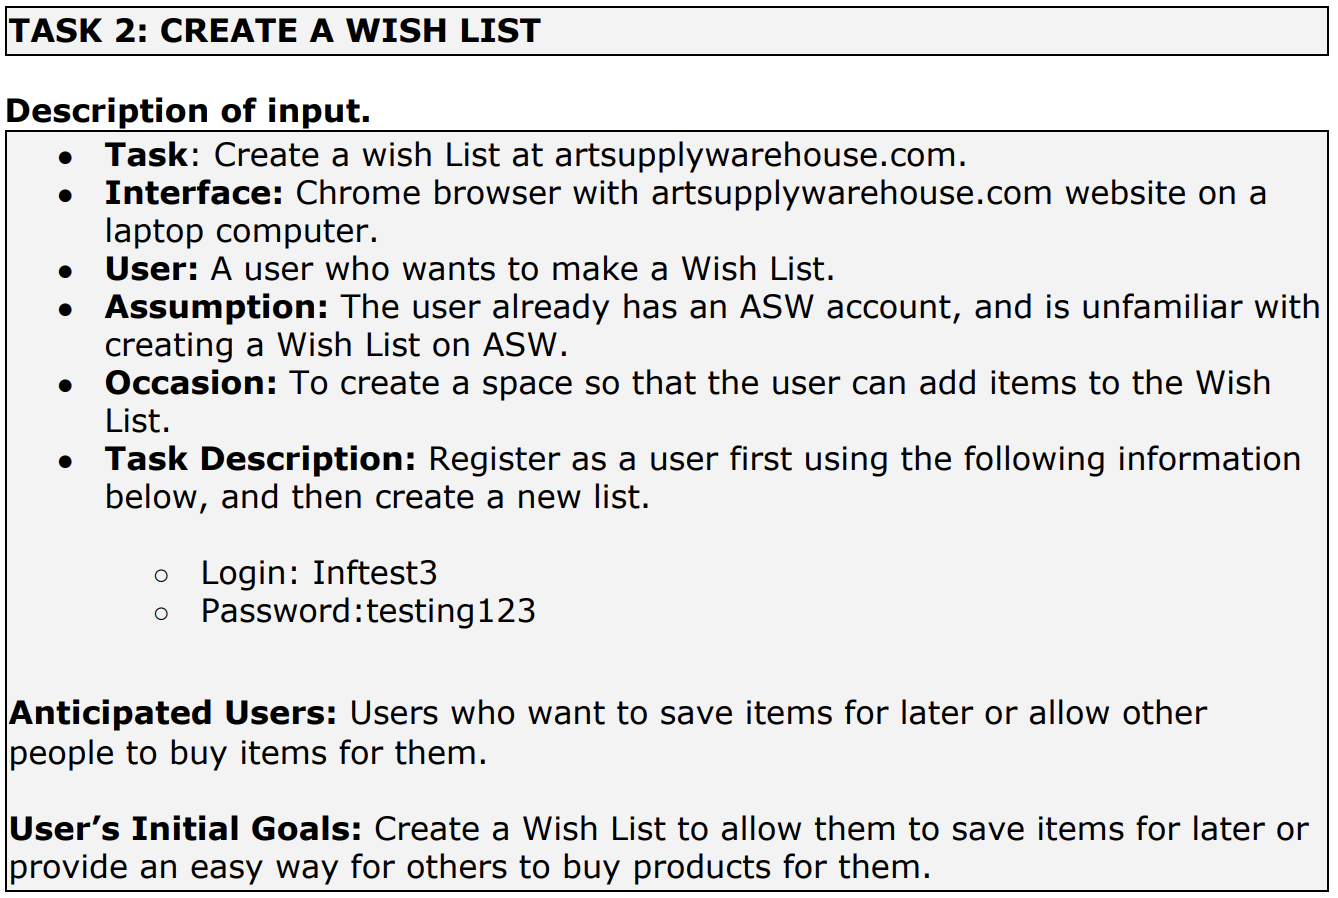 TASK 2: CREATE A WISH LIST
Description of input.
● Task: Create a wish List at artsupplywarehouse.com.
● Interface: Chrome browser with artsupplywarehouse.com website on a
laptop computer.
● User: A user who wants to make a Wish List.
● Assumption: The user already has an ASW account, and is unfamiliar with
creating a Wish List on ASW.
● Occasion: To create a space so that the user can add items to the Wish
List.
● Task Description: Register as a user first using the following information
below, and then create a new list.
○ Login: Inftest3
○ Password:testing123
Anticipated Users: Users who want to save items for later or allow other
people to buy items for them.
User’s Initial Goals: Create a Wish List to allow them to save items for later or
provide an easy way for others to buy products for them.